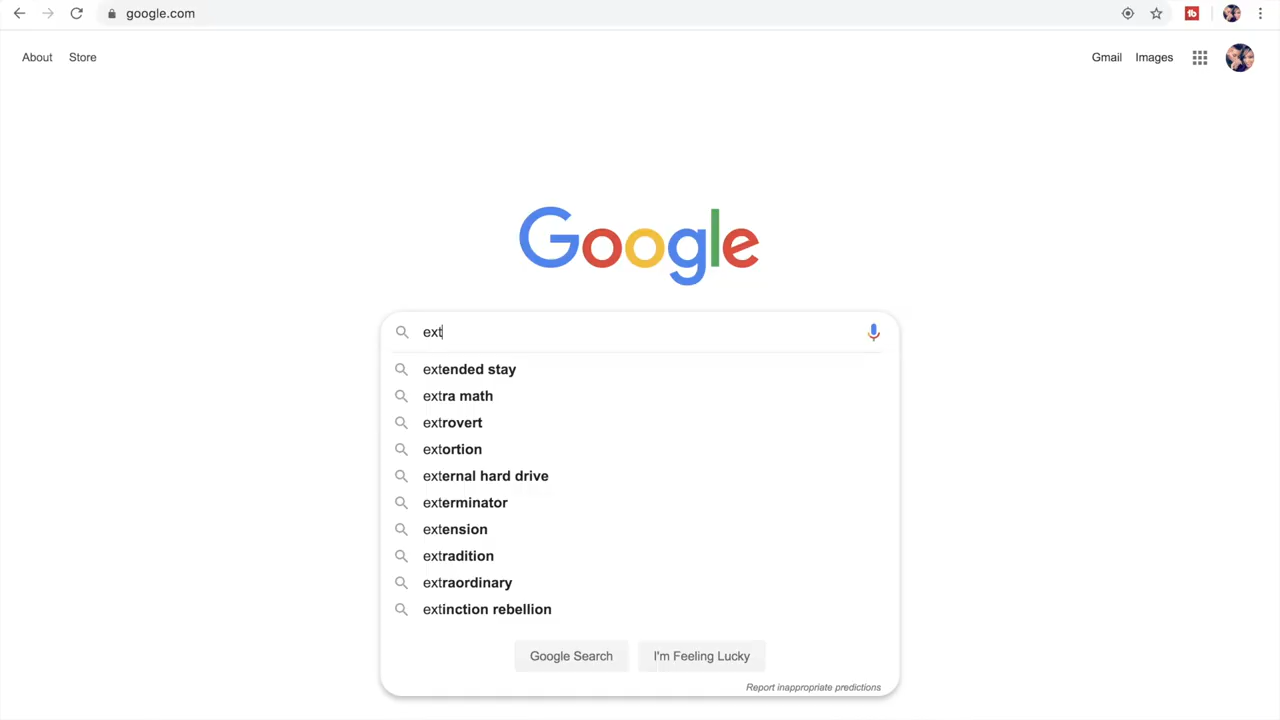 google.com
tb
About Store
Gmail Images
Google
ext
extended stay
extra math
extrovert
extortion
external hard drive
exterminator
extension
extradition
extraordinary
extinction rebellion
Google Search I'm Feeling Lucky
Report inappropriate predictions